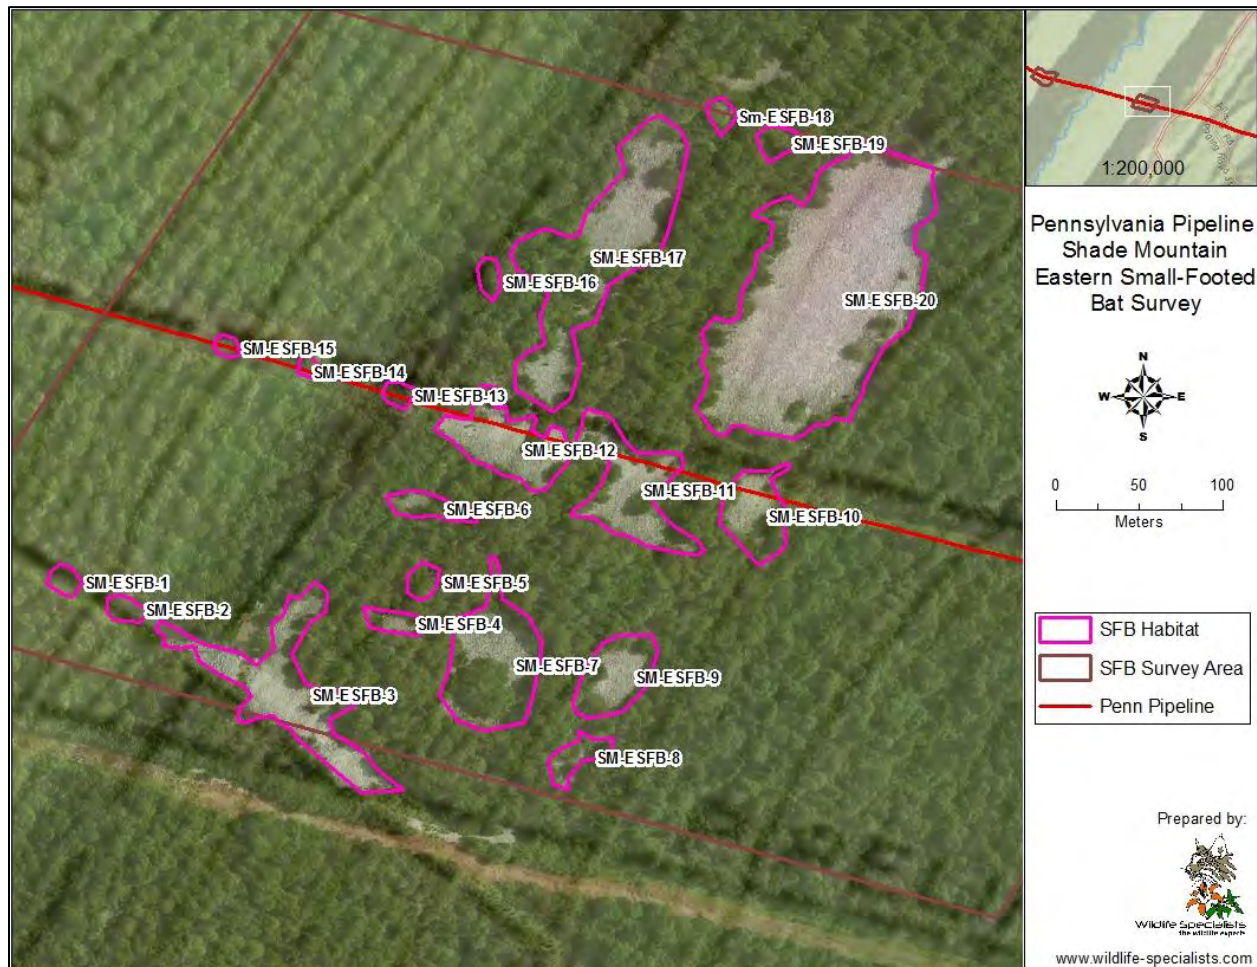 Sm-ESFB-18
SM-ESFB-19
SM-ESFB-17
SM-ESFB-16
SM-ESFB-20
SM-ESFB-15
SM-ESFB-14
SM-ESFB-13
SM-ESFB-12
SM-ESFB-11
SM-ESFB-10
SM-ESFB-6
SM-ESFB-1
SM-ESFB-5
SM-ESFB-2
SM-ESFB-4
SM-ESFB-7
SM-ESFB-9
SM-ESFB-3
SM-ESFB-8
1:200,000
Pennsylvania Pipeline
Shade Mountain
Eastern Small-Footed
Bat Survey
N
W E
S
0 50 100
Meters
SFB Habitat
SFB Survey Area
Penn Pipeline
Prepared by:
Wildlife Specialists
the wildlife experts
www.wildlife-specialists.com